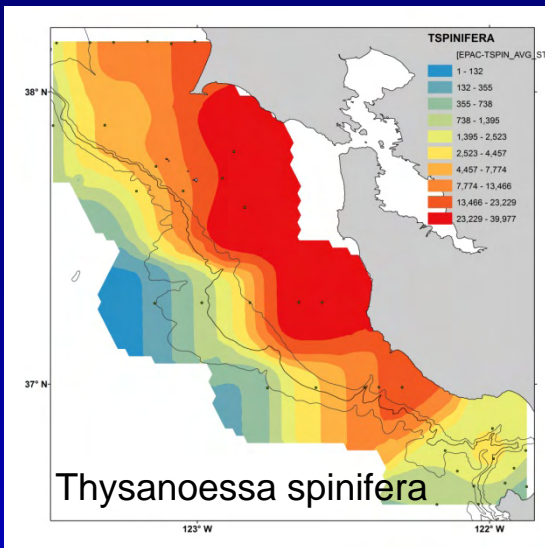 TSPINIFERA
[EPAC-TSPIN_AVG_ST
1 - 132
132 - 355
355 - 738
738 - 1,395
1,395 - 2,523
2,523 - 4,457
4,457 - 7,774
7,774 - 13,466
13,466 - 23,229
23,229 - 39,977
38° N
37° N
Thysanoessa spinifera
123° W
122° W